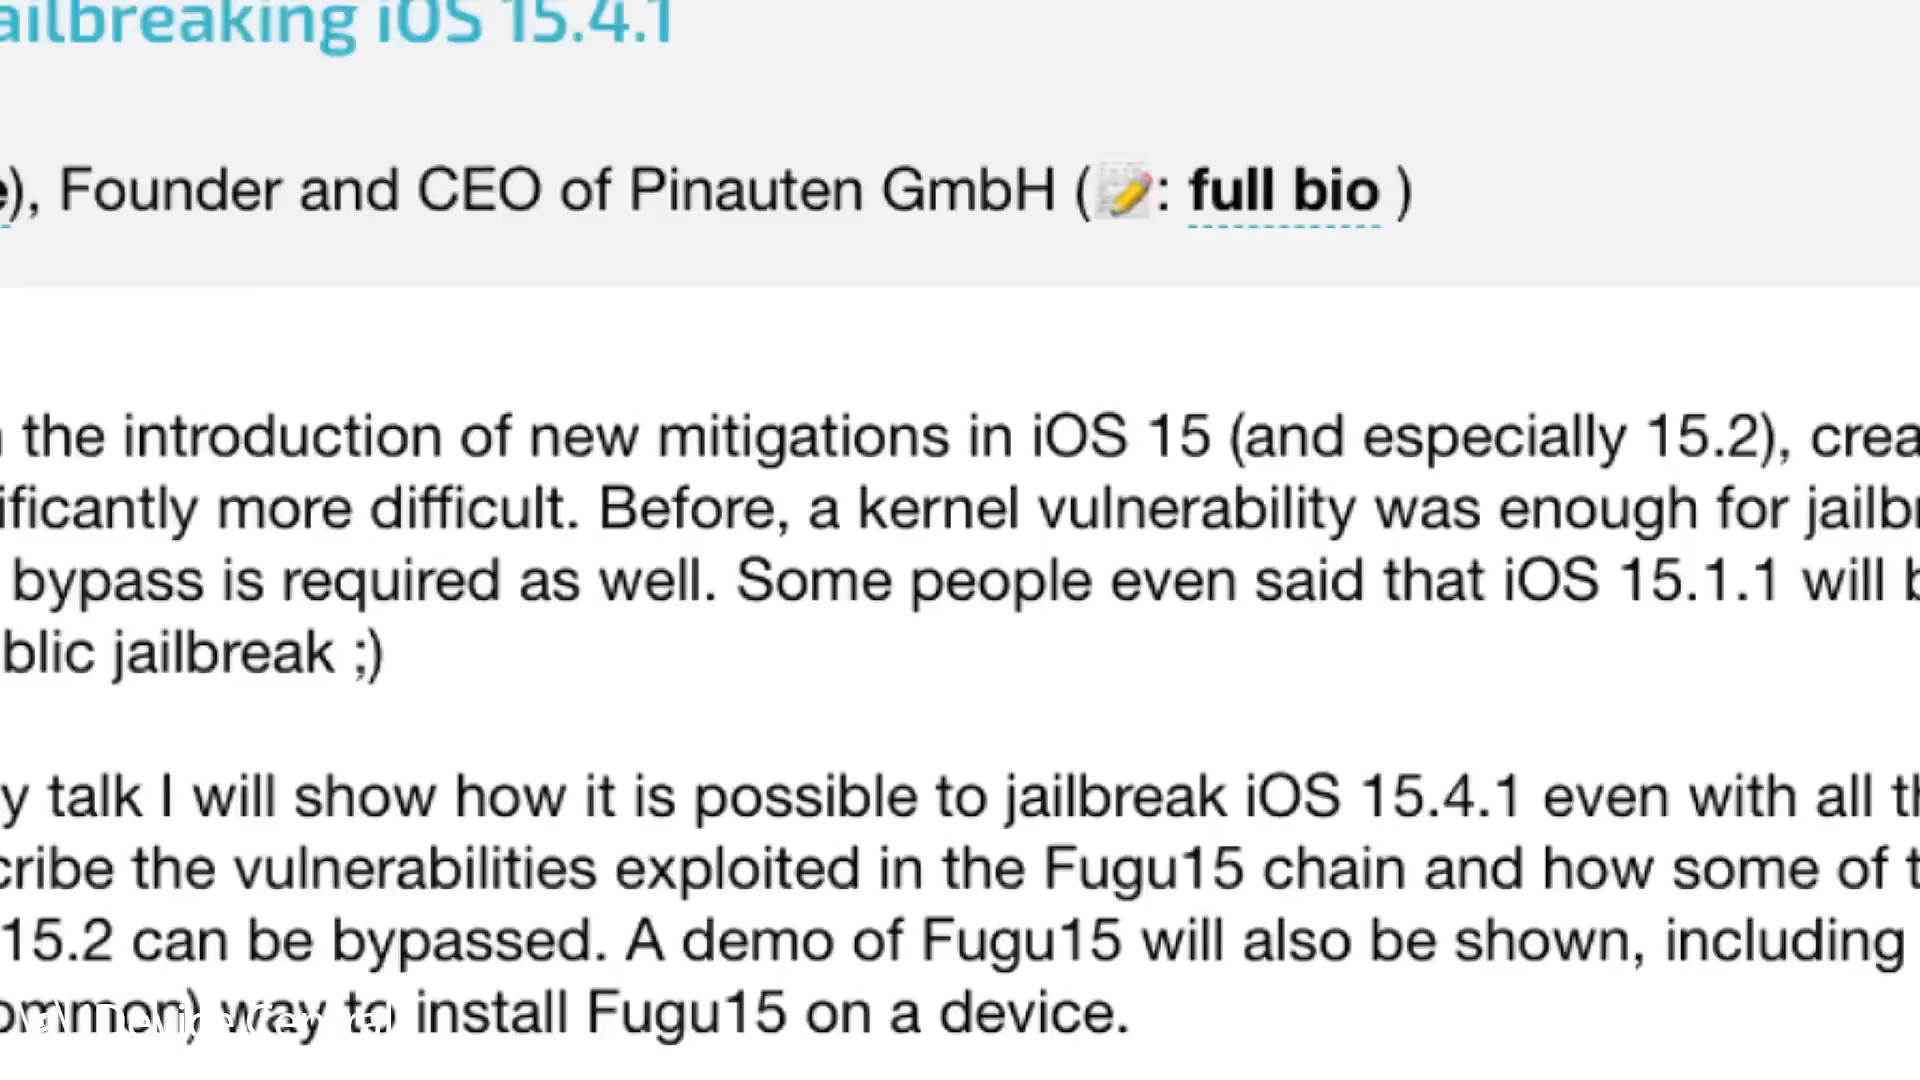 ailbreaking iOS 15.4.1
e), Founder and CEO of Pinauten GmbH (📝: full bio )
the introduction of new mitigations in iOS 15 (and especially 15.2), crea
ificantly more difficult. Before, a kernel vulnerability was enough for jailbr
bypass is required as well. Some people even said that iOS 15.1.1 will b
blic jailbreak ;)
y talk I will show how it is possible to jailbreak iOS 15.4.1 even with all th
cribe the vulnerabilities exploited in the Fugu15 chain and how some of t
15.2 can be bypassed. A demo of Fugu15 will also be shown, including
ommon) way to install Fugu15 on a device.
Device Central